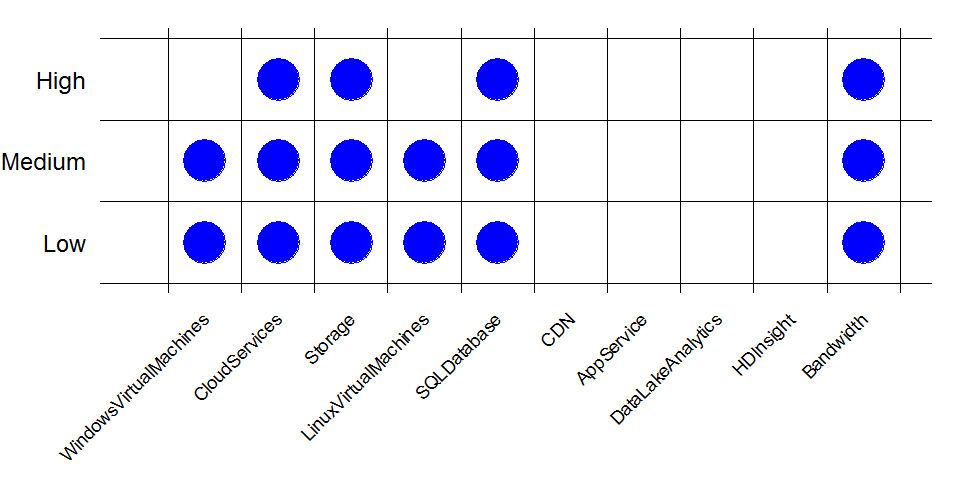 High
Medium
Low
WindowsVirtualMachines
CloudServices
Storage
LinuxVirtualMachines
SQLDatabase
CDN
AppService
DataLakeAnalytics
HDInsight
Bandwidth